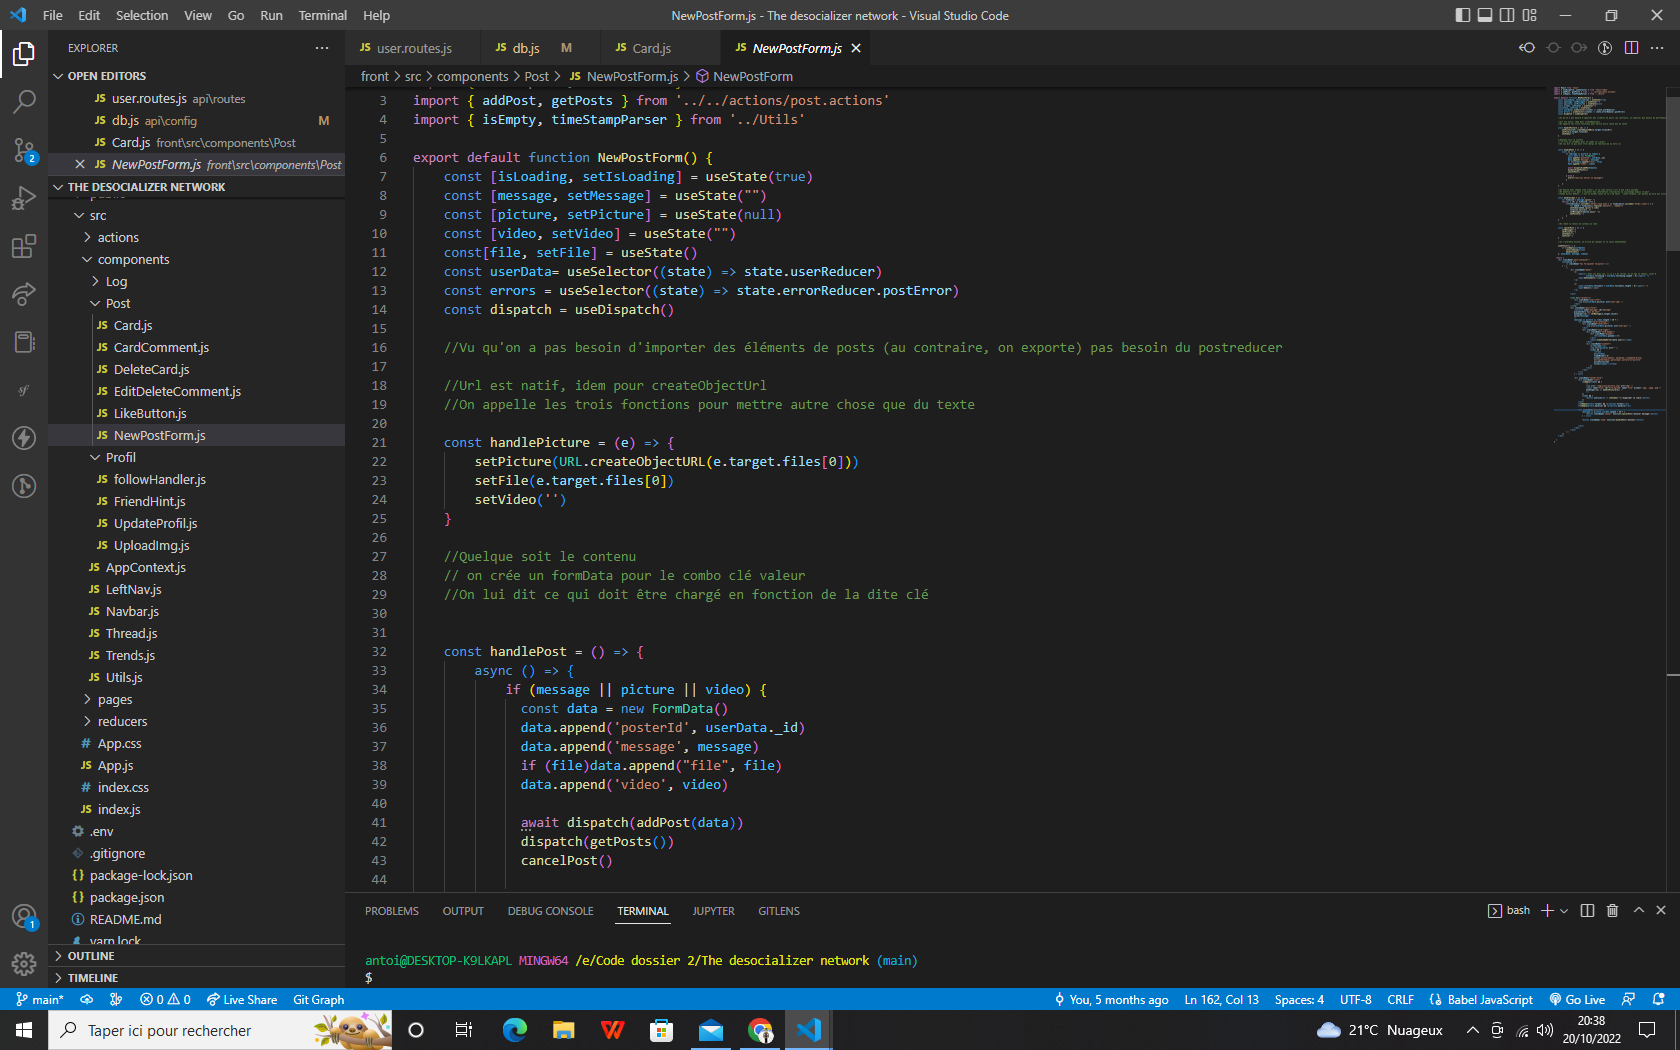 File Edit Selection View Go Run Terminal Help
NewPostForm.js - The desocializer network - Visual Studio Code
EXPLORER
OPEN EDITORS
JS user.routes.js api\routes
JS db.js api\config M
JS Card.js front\src\components\Post
JS NewPostForm.js front\src\components\Post
THE DESOCIALIZER NETWORK
src
actions
components
Log
Post
JS Card.js
JS CardComment.js
JS DeleteCard.js
JS EditDeleteComment.js
JS LikeButton.js
JS NewPostForm.js
Profil
JS followHandler.js
JS FriendHint.js
JS UpdateProfil.js
JS UploadImg.js
JS AppContext.js
JS LeftNav.js
JS Navbar.js
JS Thread.js
JS Trends.js
JS Utils.js
pages
reducers
# App.css
JS App.js
# index.css
JS index.js
.env
.gitignore
{} package-lock.json
{} package.json
README.md
yarn.lock
OUTLINE
TIMELINE
2
1
JS user.routes.js
JS db.js M
JS Card.js
JS NewPostForm.js
front > src > components > Post > JS NewPostForm.js > NewPostForm
3 import { addPost, getPosts } from '../../actions/post.actions'
4 import { isEmpty, timeStampParser } from '../Utils'
5
6 export default function NewPostForm() {
7 const [isLoading, setIsLoading] = useState(true)
8 const [message, setMessage] = useState("")
9 const [picture, setPicture] = useState(null)
10 const [video, setVideo] = useState("")
11 const[file, setFile] = useState()
12 const userData= useSelector((state) => state.userReducer)
13 const errors = useSelector((state) => state.errorReducer.postError)
14 const dispatch = useDispatch()
15
16 //Vu qu'on a pas besoin d'importer des éléments de posts (au contraire, on exporte) pas besoin du postreducer
17
18 //Url est natif, idem pour createObjectUrl
19 //On appelle les trois fonctions pour mettre autre chose que du texte
20
21 const handlePicture = (e) => {
22 setPicture(URL.createObjectURL(e.target.files[0]))
23 setFile(e.target.files[0])
24 setVideo('')
25 }
26
27 //Quelque soit le contenu
28 // on crée un formData pour le combo clé valeur
29 //On lui dit ce qui doit être chargé en fonction de la dite clé
30
31
32 const handlePost = () => {
33 async () => {
34 if (message || picture || video) {
35 const data = new FormData()
36 data.append('posterId', userData._id)
37 data.append('message', message)
38 if (file)data.append("file", file)
39 data.append('video', video)
40
41 await dispatch(addPost(data))
42 dispatch(getPosts())
43 cancelPost()
44
PROBLEMS OUTPUT DEBUG CONSOLE TERMINAL JUPYTER GITLENS
bash
antoi@DESKTOP-K9LKAPL MINGW64 /e/Code dossier 2/The desocializer network (main)
$
main* 0 0 Live Share Git Graph
You, 5 months ago Ln 162, Col 13 Spaces: 4 UTF-8 CRLF {} Babel JavaScript Go Live
Taper ici pour rechercher
21°C Nuageux
20:38
20/10/2022